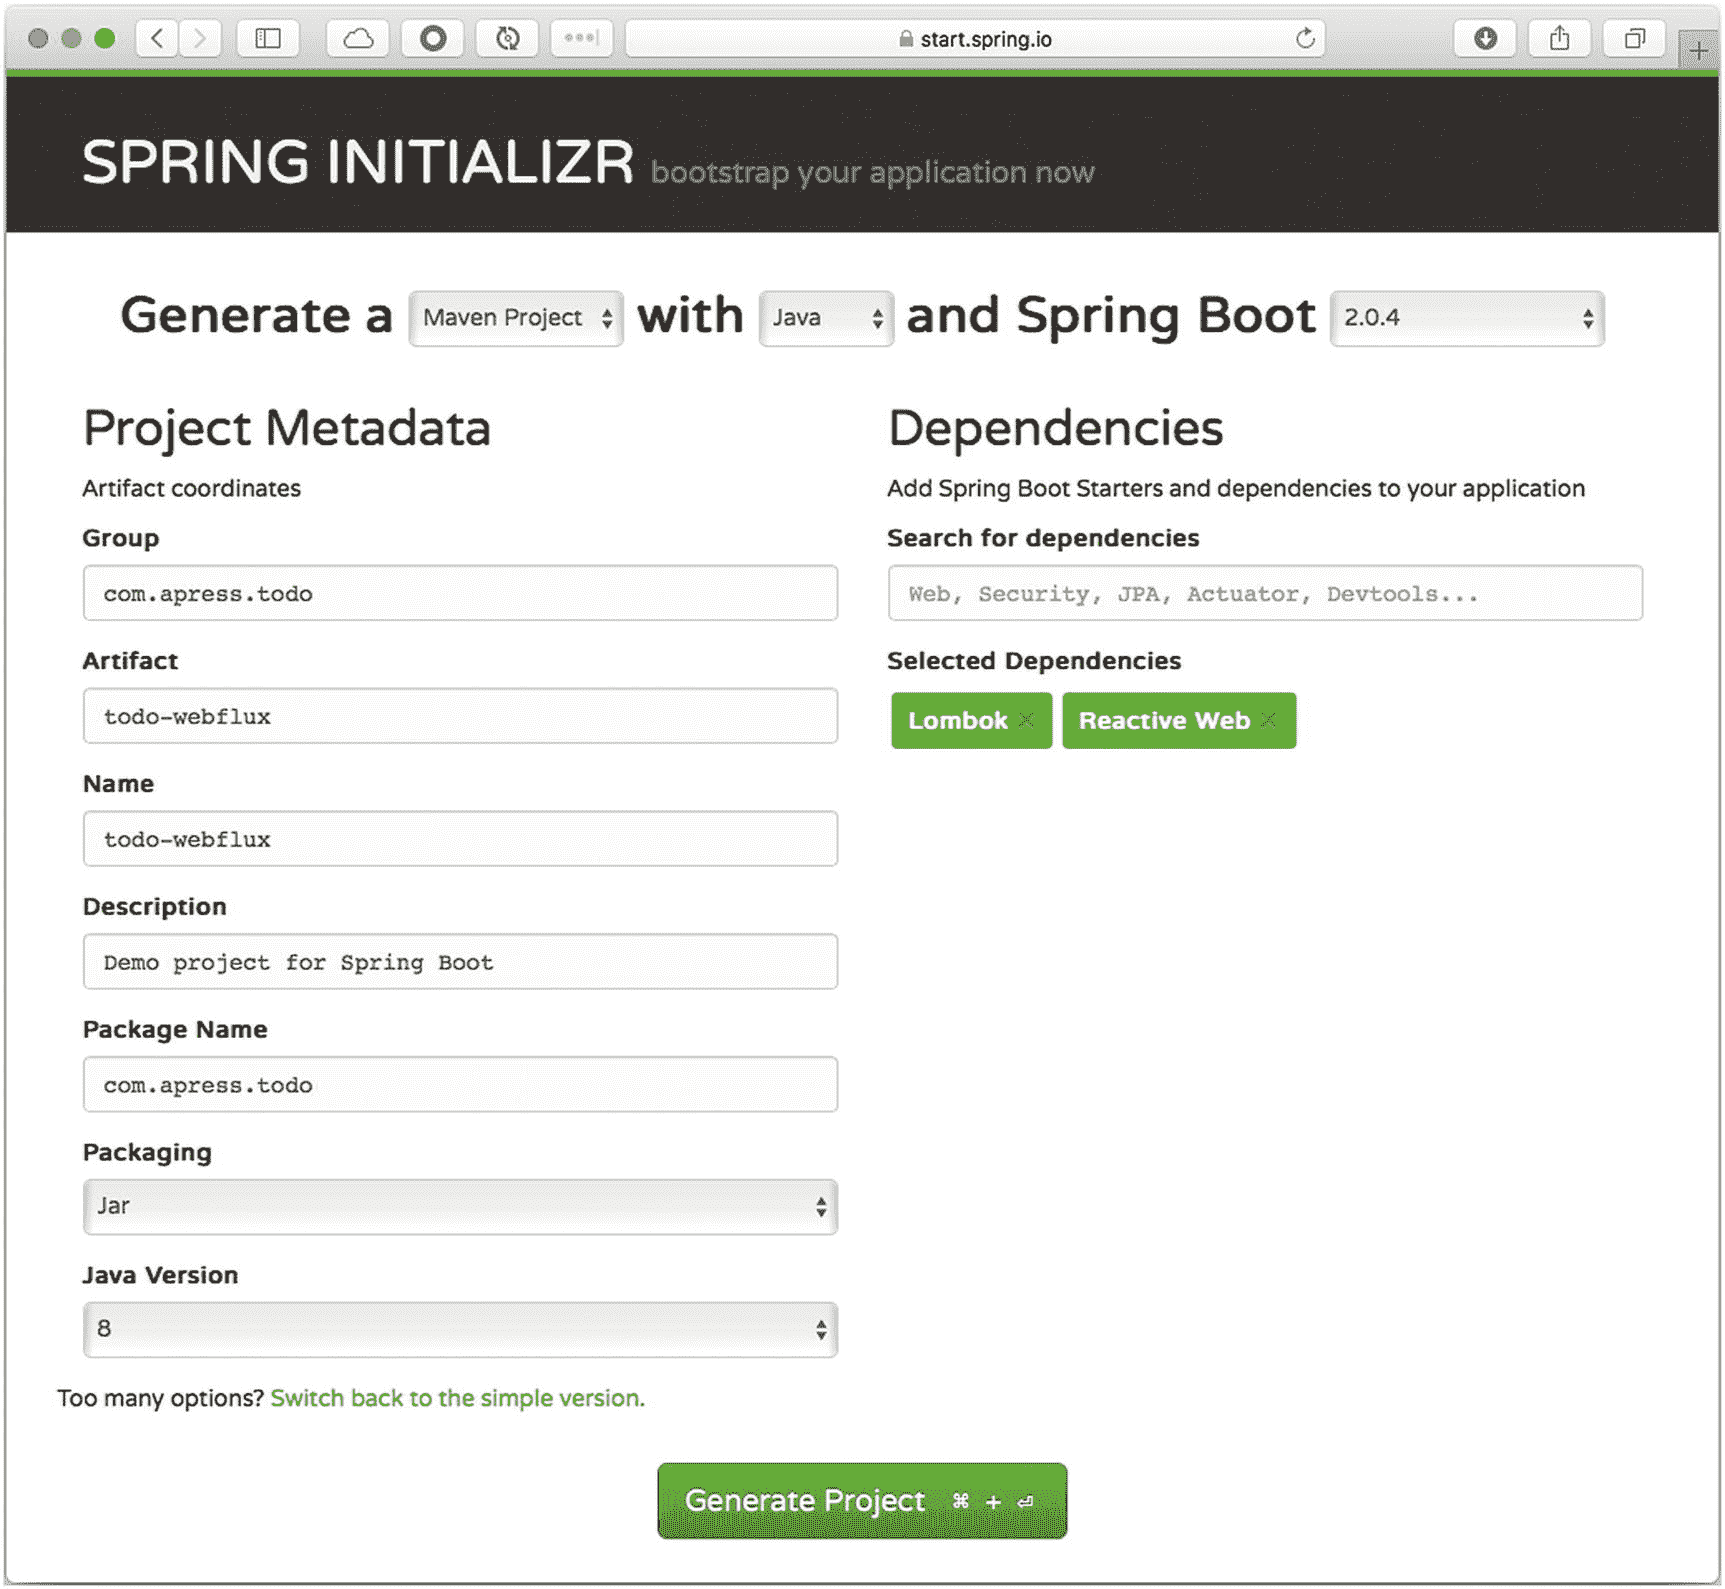 start.spring.io
SPRING INITIALIZR bootstrap your application now
Generate a Maven Project with Java and Spring Boot 2.0.4
Project Metadata
Artifact coordinates
Group
com.apress.todo
Artifact
todo-webflux
Name
todo-webflux
Description
Demo project for Spring Boot
Package Name
com.apress.todo
Packaging
Jar
Java Version
8
Too many options? Switch back to the simple version.
Dependencies
Add Spring Boot Starters and dependencies to your application
Search for dependencies
Web, Security, JPA, Actuator, Devtools...
Selected Dependencies
Lombok × Reactive Web ×
Generate Project ⌘ + ⏎